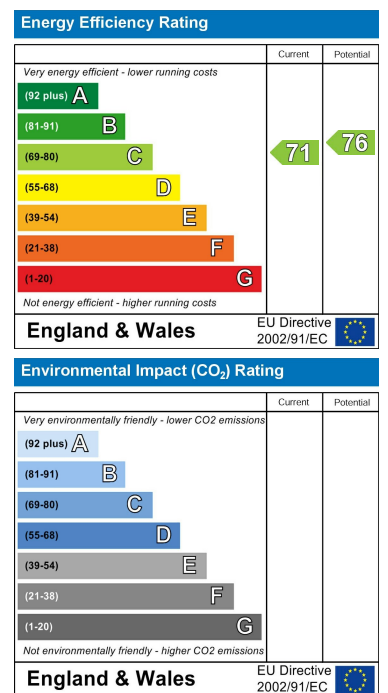 Energy Efficiency Rating
Current Potential
Very energy efficient - lower running costs
(92 plus) A
(81-91) B
(69-80) C
71 76
(55-68) D
(39-54) E
(21-38) F
(1-20) G
Not energy efficient - higher running costs
England & Wales
EU Directive
2002/91/EC
Environmental Impact (CO₂) Rating
Current Potential
Very environmentally friendly - lower CO2 emissions
(92 plus) A
(81-91) B
(69-80) C
(55-68) D
(39-54) E
(21-38) F
(1-20) G
Not environmentally friendly - higher CO2 emissions
England & Wales
EU Directive
2002/91/EC